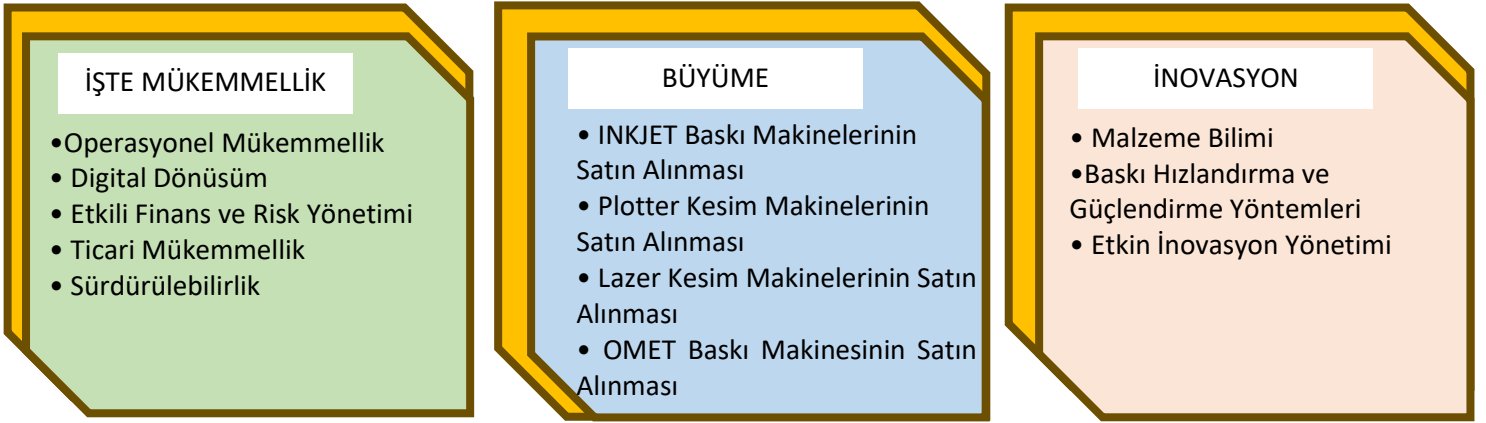 İŞTE MÜKEMMELLİK
•Operasyonel Mükemmellik
• Digital Dönüsüm
• Etkili Finans ve Risk Yönetimi
• Ticari Mükemmellik
• Sürdürülebilirlik
BÜYÜME
• INKJET Baskı Makinelerinin
Satın Alınması
• Plotter Kesim Makinelerinin
Satın Alınması
• Lazer Kesim Makinelerinin Satın
Alınması
• OMET Baskı Makinesinin Satın
Alınması
İNOVASYON
• Malzeme Bilimi
•Baskı Hızlandırma ve
Güçlendirme Yöntemleri
• Etkin İnovasyon Yönetimi